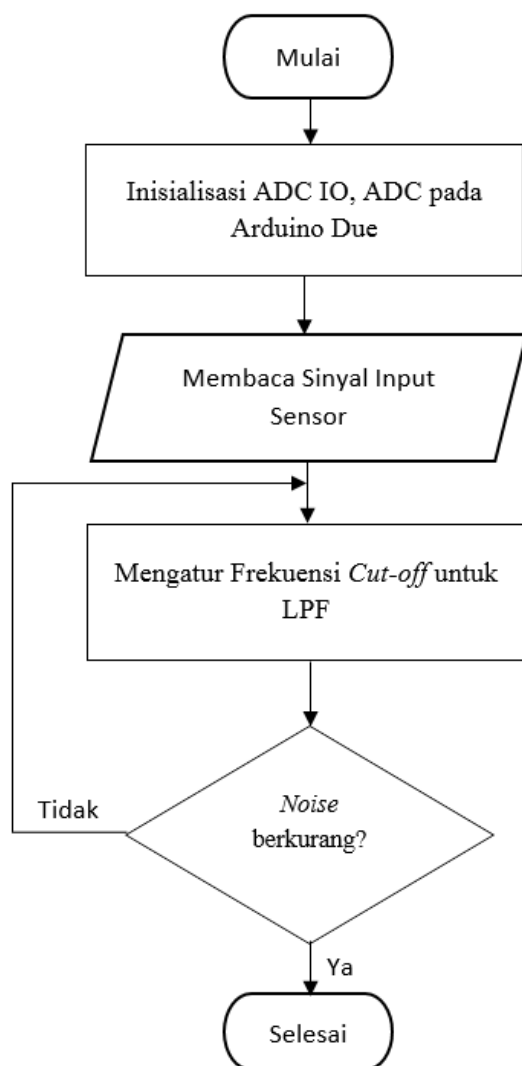 Mulai
Inisialisasi ADC IO, ADC pada
Arduino Due
Membaca Sinyal Input
Sensor
Mengatur Frekuensi Cut-off untuk
LPF
Noise
berkurang?
Tidak
Ya
Selesai